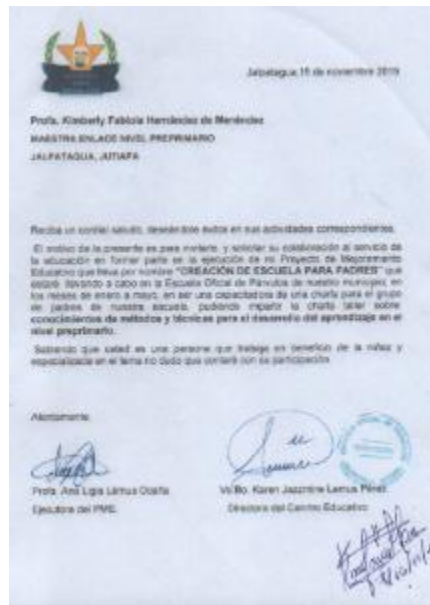 Jalpatagua, 15 de noviembre 2019
Profa. Kimberly Fabiola Hernández de Menéndez
MAESTRA ENLACE NIVEL PREPRIMARIO
JALPATAGUA, JUTIAPA
Reciba un cordial saludo, deseándole éxitos en sus actividades correspondientes.
El motivo de la presente es para invitarle y solicitar su colaboración al servicio de
la educación en formar parte en la ejecución de mi Proyecto de Mejoramiento
Educativo que lleva por nombre "CREACIÓN DE ESCUELA PARA PADRES" que
estaré llevando a cabo en la Escuela Oficial de Párvulos de nuestro municipio, en
los meses de enero a mayo, en ser una capacitadora de una charla para el grupo
de padres de nuestra escuela, pudiendo impartir la charla taller sobre
conocimientos de métodos y técnicas para el desarrollo del aprendizaje en el
nivel preprimario.
Sabiendo que usted es una persona que trabaja en beneficio de la niñez y
especializada en el tema no dudo que contaré con su participación.
Atentamente.
Profa. Ana Ligia Lemus Ocaña
Ejecutora del PME.
Vo.Bo. Karen Jazzmine Lemus Pérez
Directora del Centro Educativo